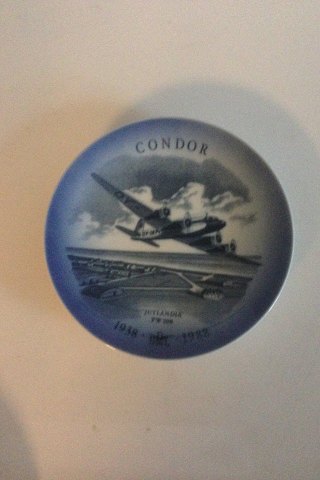 CONDOR
"JUTLANDIA"
FW 200
1938 1988